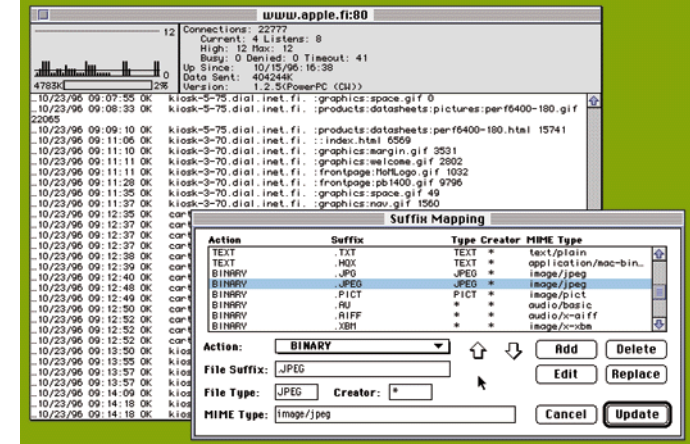 www.apple.fi:80
12
Connections: 22777
Current: 4 Listens: 8
High: 12 Max: 12
Busy: 0 Denied: 0 Timeout: 41
Up Since: 10/15/96:16:38
Data Sent: 404244K
Version: 1.2.5(PowerPC (CW))
0
4783K 2%
…10/23/96 09:07:55 OK kiosk-5-75.dial.inet.fi. :graphics:space.gif 0
…10/23/96 09:08:33 OK kiosk-5-75.dial.inet.fi. :products:datasheets:pictures:perf6400-180.gif
22065
…10/23/96 09:09:10 OK kiosk-5-75.dial.inet.fi. :products:datasheets:perf6400-180.html 15741
…10/23/96 09:11:06 OK kiosk-3-70.dial.inet.fi. ::index.html 6569
…10/23/96 09:11:10 OK kiosk-3-70.dial.inet.fi. :graphics:margin.gif 3531
…10/23/96 09:11:11 OK kiosk-3-70.dial.inet.fi. :graphics:welcome.gif 2802
…10/23/96 09:11:11 OK kiosk-3-70.dial.inet.fi. :frontpage:MoMLogo.gif 1032
…10/23/96 09:11:28 OK kiosk-3-70.dial.inet.fi. :frontpage:pb1400.gif 9796
…10/23/96 09:11:35 OK kiosk-3-70.dial.inet.fi. :graphics:space.gif 49
…10/23/96 09:11:37 OK kiosk-3-70.dial.inet.fi. :graphics:nav.gif 1560
…10/23/96 09:12:35 OK cart
…10/23/96 09:12:37 OK cart
…10/23/96 09:12:37 OK cart
…10/23/96 09:12:38 OK cart
…10/23/96 09:12:39 OK cart
…10/23/96 09:12:40 OK cart
…10/23/96 09:12:48 OK cart
…10/23/96 09:12:49 OK cart
…10/23/96 09:12:50 OK cart
…10/23/96 09:12:52 OK cart
…10/23/96 09:12:52 OK cart
…10/23/96 09:12:52 OK cart
…10/23/96 09:13:50 OK kios
…10/23/96 09:13:55 OK kios
…10/23/96 09:13:57 OK kios
…10/23/96 09:13:57 OK kios
…10/23/96 09:14:09 OK kios
…10/23/96 09:14:18 OK kios
…10/23/96 09:14:18 OK kios
Suffix Mapping
Action Suffix Type Creator MIME Type
TEXT .TXT TEXT * text/plain
TEXT .HQX TEXT * application/mac-bin…
BINARY .JPG JPEG * image/jpeg
BINARY .JPEG JPEG * image/jpeg
BINARY .PICT PICT * image/pict
BINARY .AU * * audio/basic
BINARY .AIFF * * audio/x-aiff
BINARY .XBM * * image/x-xbm
Action: BINARY Add Delete
File Suffix: .JPEG Edit Replace
File Type: JPEG Creator: *
MIME Type: image/jpeg Cancel Update